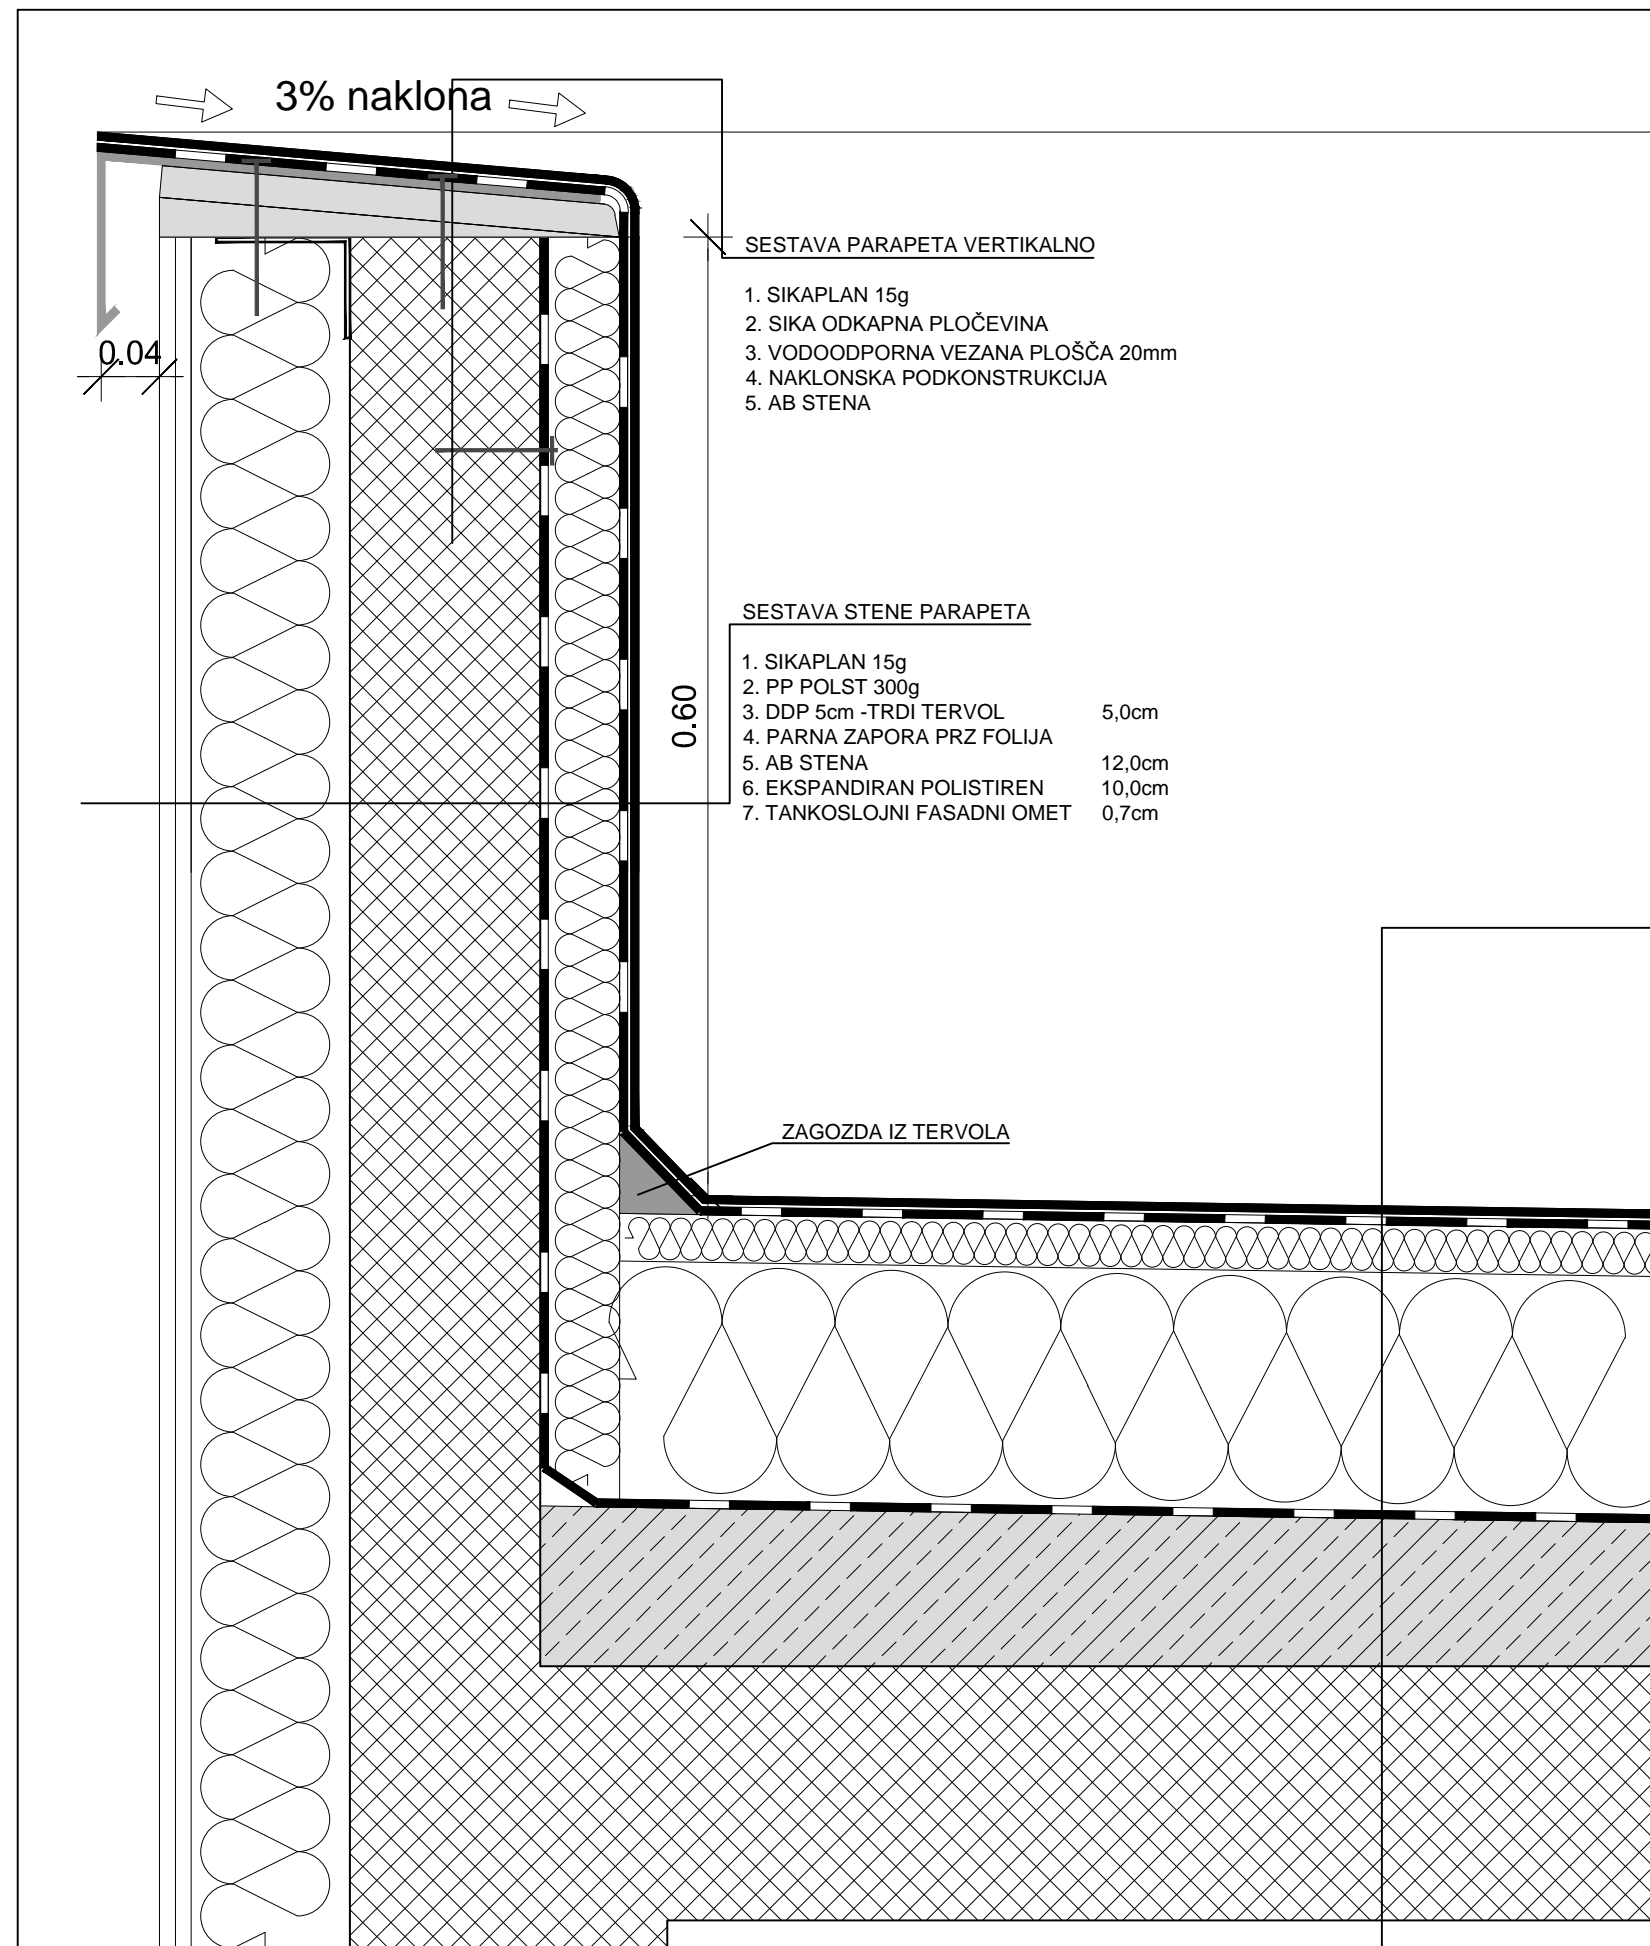 3% naklona
SESTAVA PARAPETA VERTIKALNO
1. SIKAPLAN 15g
2. SIKA ODKAPNA PLOČEVINA
3. VODOODPORNA VEZANA PLOŠČA 20mm
4. NAKLONSKA PODKONSTRUKCIJA
5. AB STENA
0.04
SESTAVA STENE PARAPETA
1. SIKAPLAN 15g
2. PP POLST 300g
3. DDP 5cm -TRDI TERVOL 5,0cm
4. PARNA ZAPORA PRZ FOLIJA
5. AB STENA 12,0cm
6. EKSPANDIRAN POLISTIREN 10,0cm
7. TANKOSLOJNI FASADNI OMET 0,7cm
0.60
ZAGOZDA IZ TERVOLA